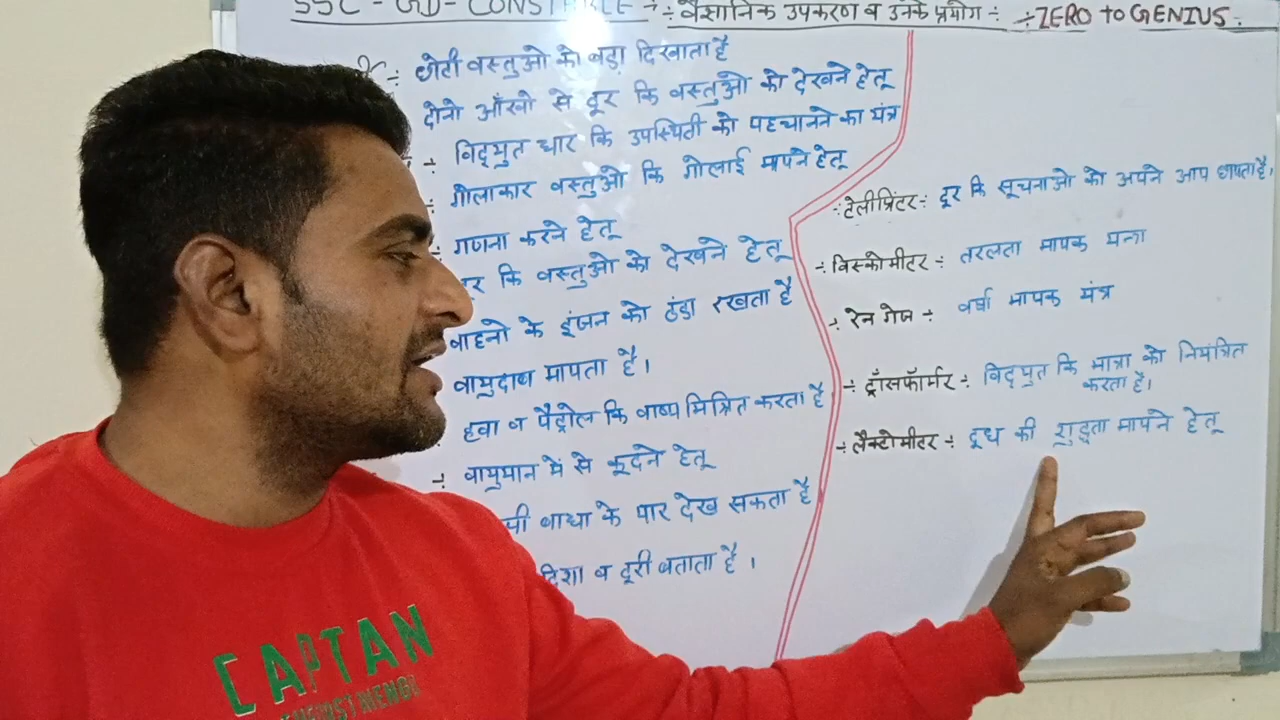 SSC - GD - CONSTABLE ÷ ÷ वैज्ञानिक उपकरण व उनके प्रयोग ÷ ÷ ZERO to GENIUS.
÷ छोटी वस्तुओ को बड़ा दिखाता है
दोनो आँखो से दूर कि वस्तुओ को देखने हेतू
÷ विद्युत धार कि उपस्थिती को पहचानने का यंत्र
÷ गोलाकार वस्तुओ कि गोलाई मापने हेतू
÷ गणना करने हेतू
कि वस्तुओ को देखने हेतू
वाहनो के इंजन को ठंडा रखता है
वायुदाब मापता है।
हवा व पैट्रोल कि वाष्प मिश्रित करता है
÷ वायुयान में से कूदने हेतू
बाधा के पार देख सकता है
दिशा व दूरी बताता है ।
÷ टेलीप्रिंटर ÷ दूर कि सूचनाओ को अपने आप छापता है।
÷ विस्कोमीटर ÷ तरलता मापक यन्त्र
÷ रेन गेज ÷ वर्षा मापक यंत्र
÷ ट्राँसफॉर्मर ÷ विद्युत कि मात्रा को नियंत्रित
करता है।
÷ लैक्टोमीटर ÷ दूध की शुद्धता मापने हेतू
CAPTAN